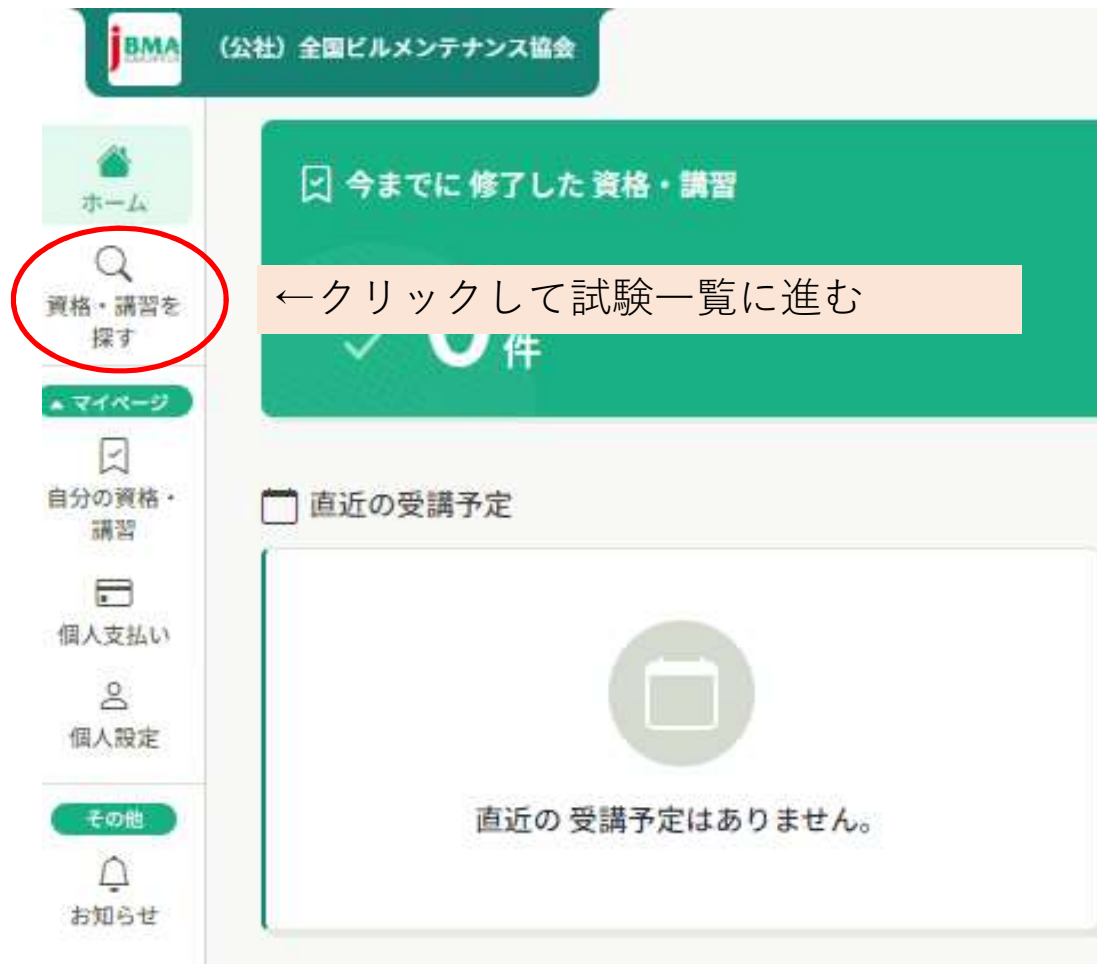 JBMA
(公社) 全国ビルメンテナンス協会
ホーム
資格・講習を
探す
▲ マイページ
自分の資格・
講習
個人支払い
個人設定
その他
お知らせ
今までに 修了した 資格・講習
←クリックして試験一覧に進む
0件
直近の受講予定
直近の 受講予定はありません。